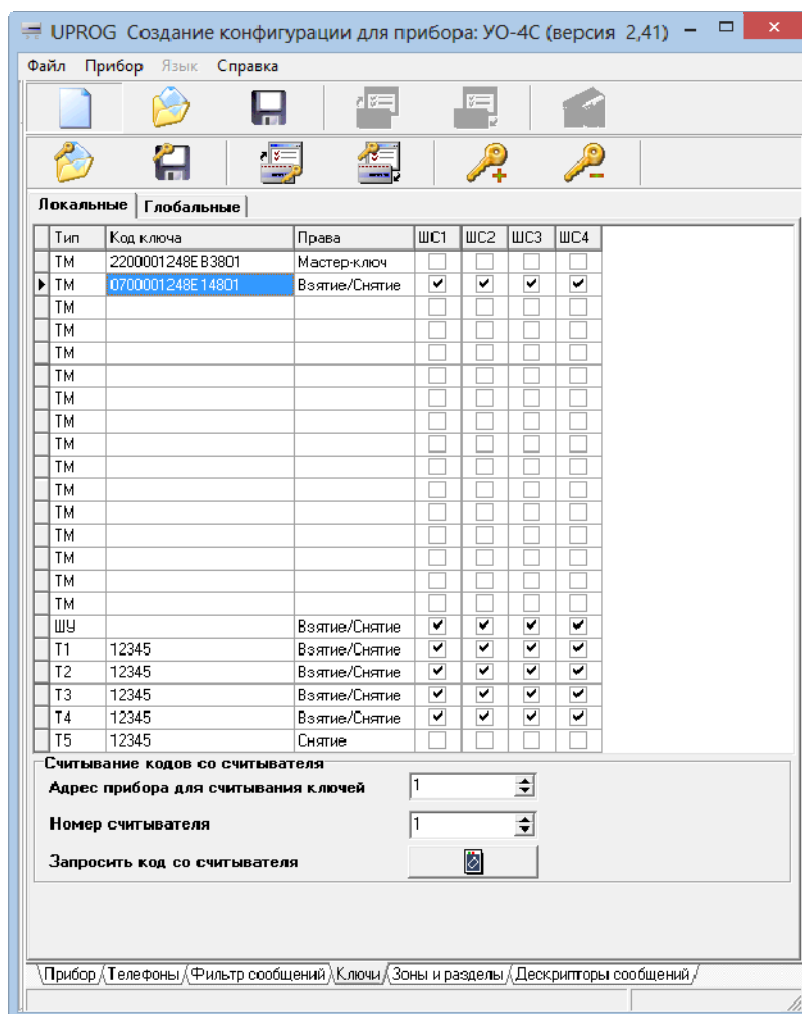 UPROG Создание конфигурации для прибора: УО-4С (версия 2,41)
Файл Прибор Язык Справка
Локальные Глобальные
Тип Код ключа Права ШС1 ШС2 ШС3 ШС4
ТМ 2200001248EB3801 Мастер-ключ
ТМ 0700001248E14801 Взятие/Снятие
ТМ
ТМ
ТМ
ТМ
ТМ
ТМ
ТМ
ТМ
ТМ
ТМ
ТМ
ТМ
ТМ
ТМ
ШУ Взятие/Снятие
Т1 12345 Взятие/Снятие
Т2 12345 Взятие/Снятие
Т3 12345 Взятие/Снятие
Т4 12345 Взятие/Снятие
Т5 12345 Снятие
Считывание кодов со считывателя
Адрес прибора для считывания ключей 1
Номер считывателя 1
Запросить код со считывателя
Прибор Телефоны Фильтр сообщений Ключи Зоны и разделы Дескрипторы сообщений